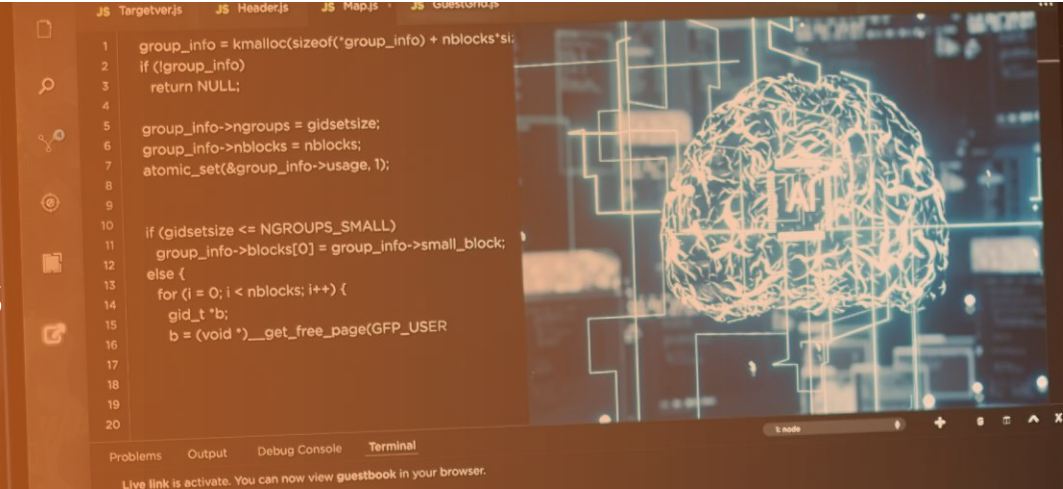 JS Targetver.js JS Header.js JS Map.js JS GuestGrid.js
1 group_info = kmalloc(sizeof(*group_info) + nblocks*si
2 if (!group_info)
3 return NULL;
4
5 group_info->ngroups = gidsetsize;
6 group_info->nblocks = nblocks;
7 atomic_set(&group_info->usage, 1);
8
9
10 if (gidsetsize <= NGROUPS_SMALL)
11 group_info->blocks[0] = group_info->small_block;
12 else {
13 for (i = 0; i < nblocks; i++) {
14 gid_t *b;
15 b = (void *)__get_free_page(GFP_USER
16
17
18
19
20
AI
Problems Output Debug Console Terminal
1: node
Live link is activate. You can now view guestbook in your browser.